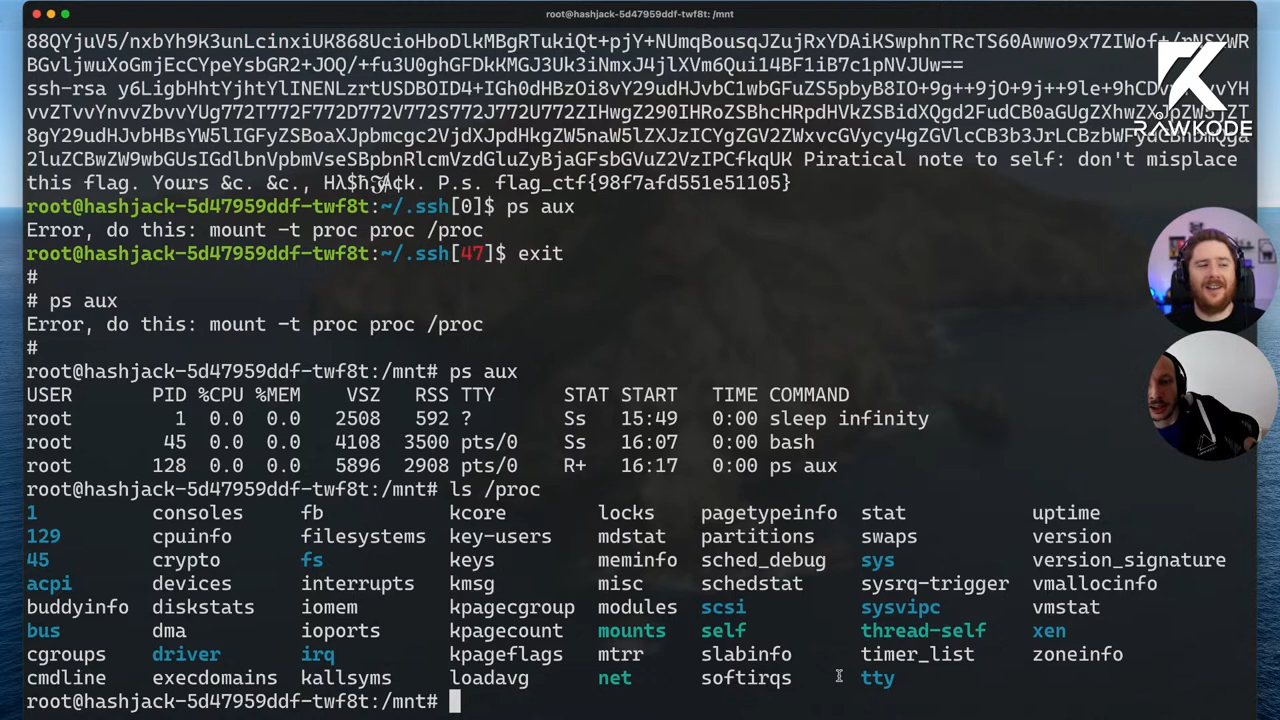 root@hashjack-5d47959ddf-twf8t: /mnt
88QYjuV5/nxbYh9K3unLcinxiUK868UcioHboDlkMBgRTukiQt+pjY+NUmqBousqJZujRxYDAiKSwphnTRcTS60Awwo9x7ZIWof+/rNSXWR
BGvljwuXoGmjEcCYpeYsbGR2+JOQ/+fu3U0ghGFDkKMGJ3Uk3iNmxJ4jlXVm6Qui14BF1iB7c1pNVJUw==
ssh-rsa y6LigbHhtYjhtYlINENLzrtUSDBOID4+IGh0dHBzOi8vY29udHJvbC1wbGFuZS5pbyB8IO+9g++9jO+9j++9le+9hCD
hvvZTvvYnvvZbvvYUg772T772F772D772V772S772J772U772ZIHwgZ290IHRoZSBhcHRpdHVkZSBidXQgd2FudCB0aGUgZXhw
8gY29udHJvbHBsYW5lIGFyZSBoaXJpbmcgc2VjdXJpdHkgZW5naW5lZXJzICYgZGV2ZWxvcGVycy4gZGVlcCB3b3JrLCBzbWFydCBhbmQga
2luZCBwZW9wbGUsIGdlbnVpbmVseSBpbnRlcmVzdGluZyBjaGFsbGVuZ2VzIPCfkqUK Piratical note to self: don't misplace
this flag. Yours &c. &c., Hλ$ħ𝔍Ⱥ¢k. P.s. flag_ctf{98f7afd551e51105}
root@hashjack-5d47959ddf-twf8t:~/.ssh[0]$ ps aux
Error, do this: mount -t proc proc /proc
root@hashjack-5d47959ddf-twf8t:~/.ssh[47]$ exit
#
# ps aux
Error, do this: mount -t proc proc /proc
#
root@hashjack-5d47959ddf-twf8t:/mnt# ps aux
USER PID %CPU %MEM VSZ RSS TTY STAT START TIME COMMAND
root 1 0.0 0.0 2508 592 ? Ss 15:49 0:00 sleep infinity
root 45 0.0 0.0 4108 3500 pts/0 Ss 16:07 0:00 bash
root 128 0.0 0.0 5896 2908 pts/0 R+ 16:17 0:00 ps aux
root@hashjack-5d47959ddf-twf8t:/mnt# ls /proc
1 consoles fb kcore locks pagetypeinfo stat uptime
129 cpuinfo filesystems key-users mdstat partitions swaps version
45 crypto fs keys meminfo sched_debug sys version_signature
acpi devices interrupts kmsg misc schedstat sysrq-trigger vmallocinfo
buddyinfo diskstats iomem kpagecgroup modules scsi sysvipc vmstat
bus dma ioports kpagecount mounts self thread-self xen
cgroups driver irq kpageflags mtrr slabinfo timer_list zoneinfo
cmdline execdomains kallsyms loadavg net softirqs tty
root@hashjack-5d47959ddf-twf8t:/mnt#
RAWKODE